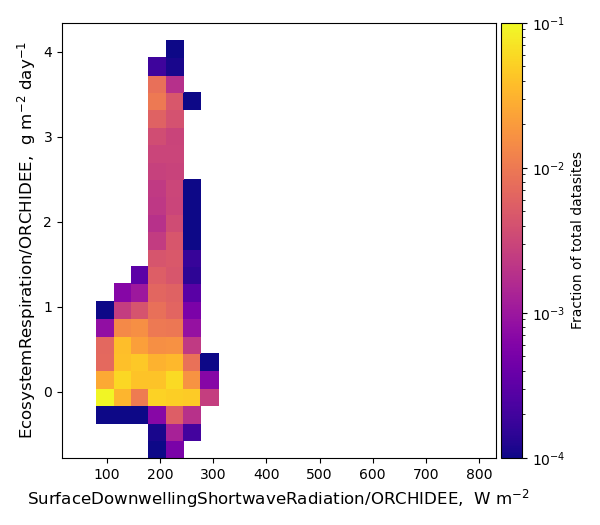 EcosystemRespiration/ORCHIDEE, g m⁻² day⁻¹
4
3
2
1
0
100 200 300 400 500 600 700 800
SurfaceDownwellingShortwaveRadiation/ORCHIDEE, W m⁻²
10⁻¹
10⁻²
10⁻³
10⁻⁴
Fraction of total datasites